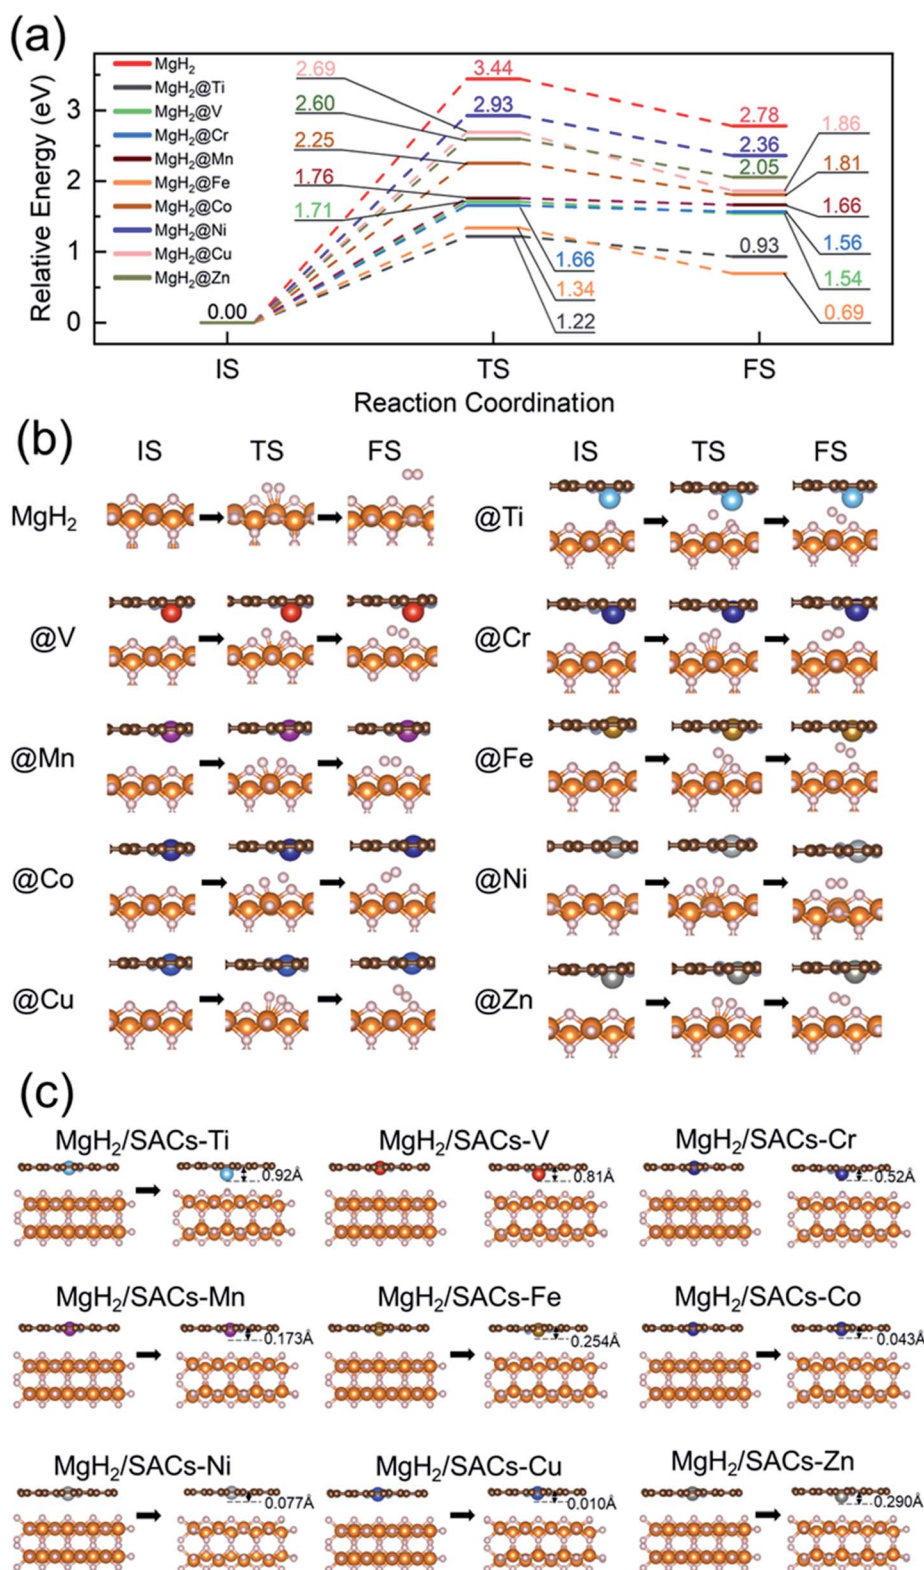 (a)
Relative Energy (eV)
3
2
1
0
MgH₂
MgH₂@Ti
MgH₂@V
MgH₂@Cr
MgH₂@Mn
MgH₂@Fe
MgH₂@Co
MgH₂@Ni
MgH₂@Cu
MgH₂@Zn
0.00
2.69
2.60
2.25
1.76
1.71
3.44
2.93
1.66
1.34
1.22
2.78
2.36
2.05
0.93
1.86
1.81
1.66
1.56
1.54
0.69
IS TS FS
Reaction Coordination
(b)
IS TS FS IS TS FS
MgH₂ @Ti
@V @Cr
@Mn @Fe
@Co @Ni
@Cu @Zn
(c)
MgH₂/SACs-Ti MgH₂/SACs-V MgH₂/SACs-Cr
0.92Å 0.81Å 0.52Å
MgH₂/SACs-Mn MgH₂/SACs-Fe MgH₂/SACs-Co
0.173Å 0.254Å 0.043Å
MgH₂/SACs-Ni MgH₂/SACs-Cu MgH₂/SACs-Zn
0.077Å 0.010Å 0.290Å